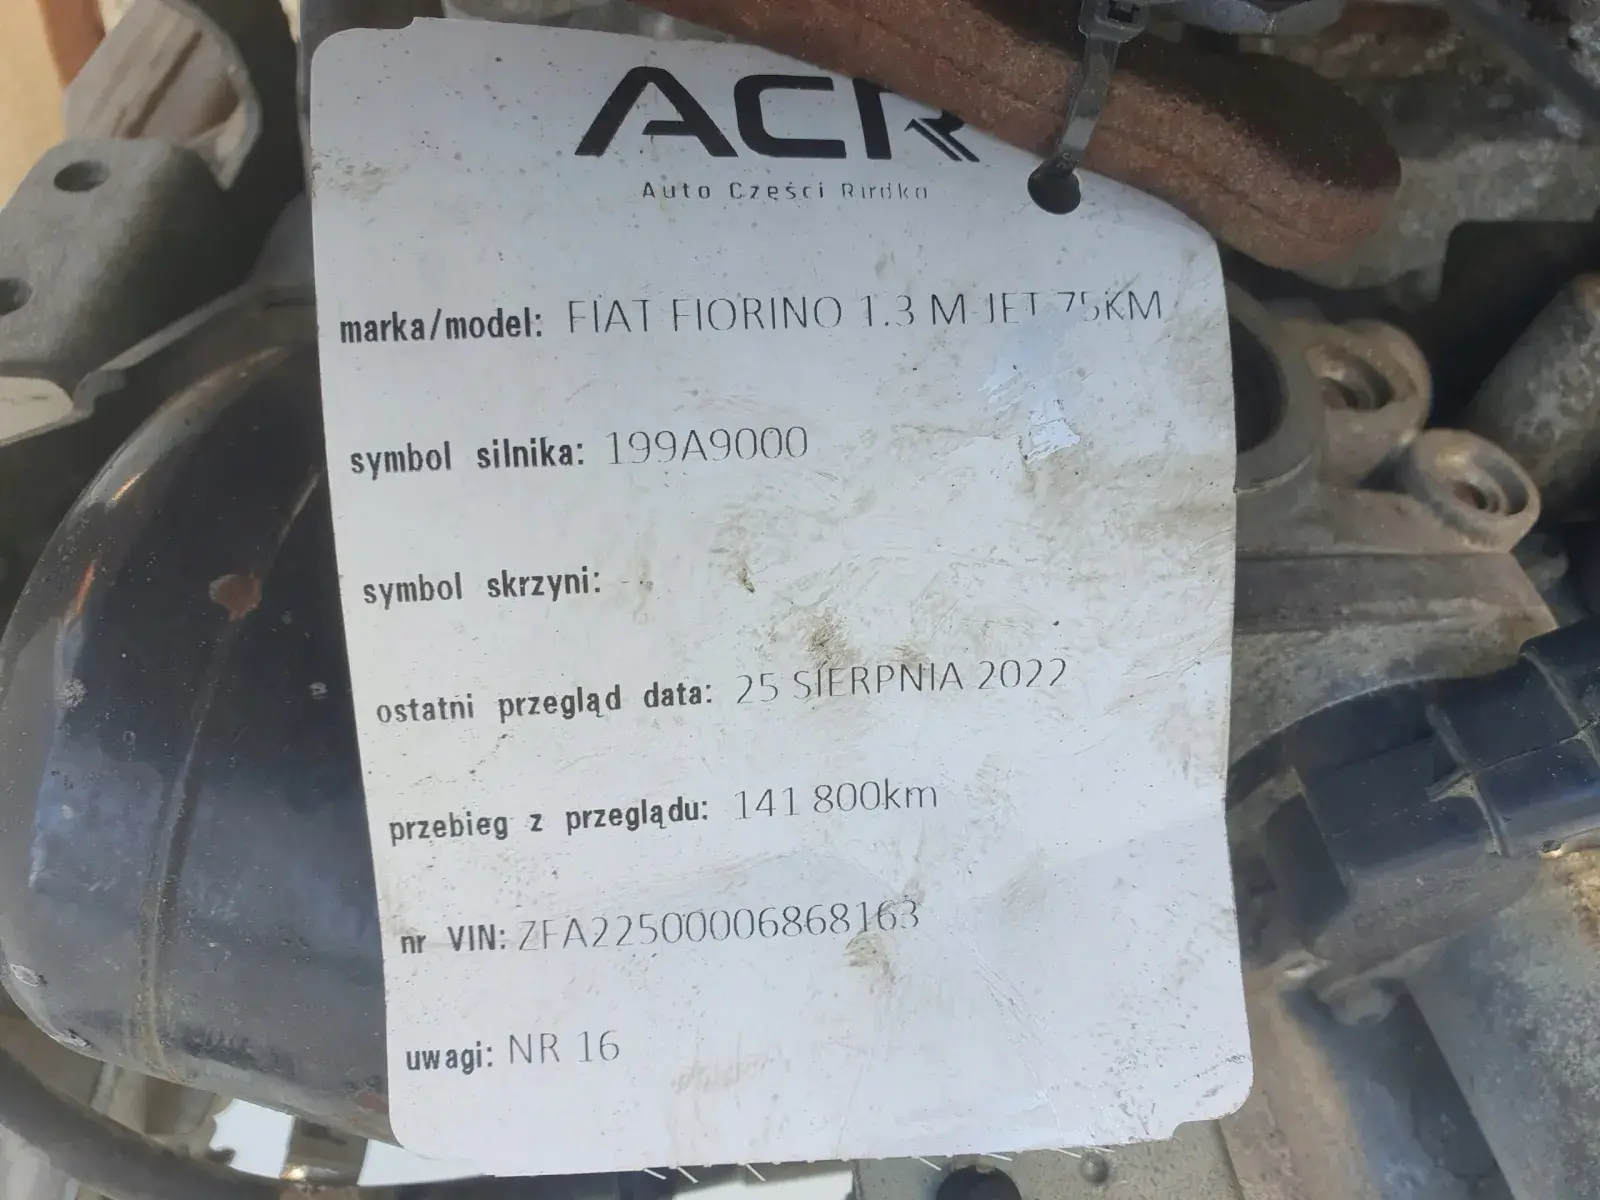 ACR
Auto Części Rudka
marka/model: FIAT FIORINO 1.3 M-JET 75KM
symbol silnika: 199A9000
symbol skrzyni: -
ostatni przegląd data: 25 SIERPNIA 2022
przebieg z przeglądu: 141 800km
nr VIN: ZFA22500006868163
uwagi: NR 16